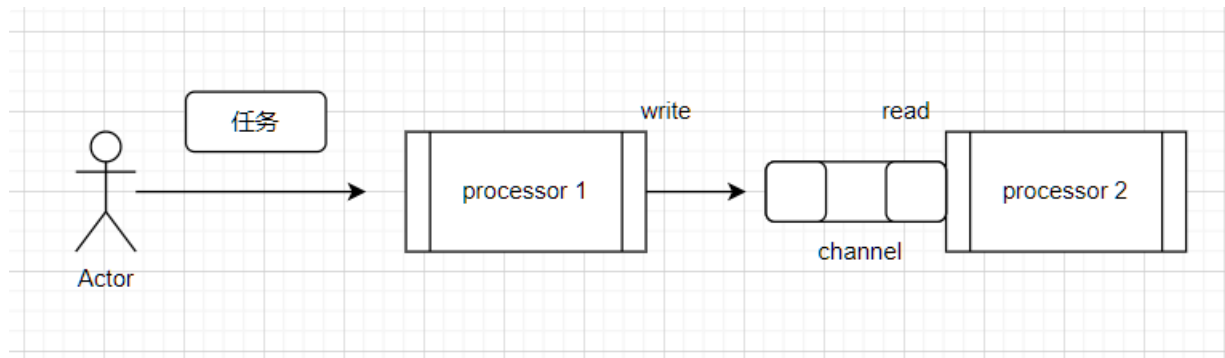 任务
write
read
processor 1
processor 2
channel
Actor